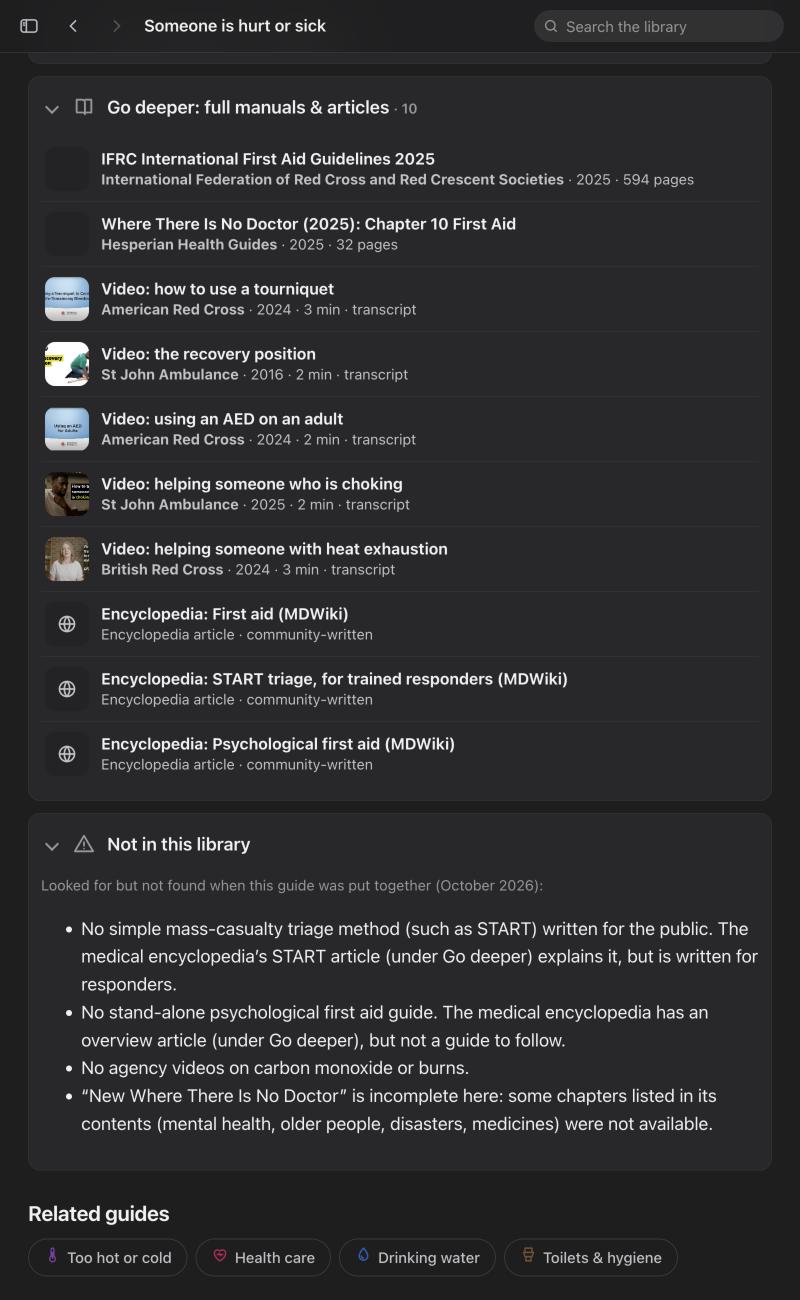 Someone is hurt or sick
Search the library
Go deeper: full manuals & articles · 10
IFRC International First Aid Guidelines 2025
International Federation of Red Cross and Red Crescent Societies · 2025 · 594 pages
Where There Is No Doctor (2025): Chapter 10 First Aid
Hesperian Health Guides · 2025 · 32 pages
Video: how to use a tourniquet
American Red Cross · 2024 · 3 min · transcript
Video: the recovery position
St John Ambulance · 2016 · 2 min · transcript
Using an AED
for Adults
Video: using an AED on an adult
American Red Cross · 2024 · 2 min · transcript
Video: helping someone who is choking
St John Ambulance · 2025 · 2 min · transcript
Video: helping someone with heat exhaustion
British Red Cross · 2024 · 3 min · transcript
Encyclopedia: First aid (MDWiki)
Encyclopedia article · community-written
Encyclopedia: START triage, for trained responders (MDWiki)
Encyclopedia article · community-written
Encyclopedia: Psychological first aid (MDWiki)
Encyclopedia article · community-written
Not in this library
Looked for but not found when this guide was put together (October 2026):
• No simple mass-casualty triage method (such as START) written for the public. The
medical encyclopedia’s START article (under Go deeper) explains it, but is written for
responders.
• No stand-alone psychological first aid guide. The medical encyclopedia has an
overview article (under Go deeper), but not a guide to follow.
• No agency videos on carbon monoxide or burns.
• “New Where There Is No Doctor” is incomplete here: some chapters listed in its
contents (mental health, older people, disasters, medicines) were not available.
Related guides
Too hot or cold
Health care
Drinking water
Toilets & hygiene